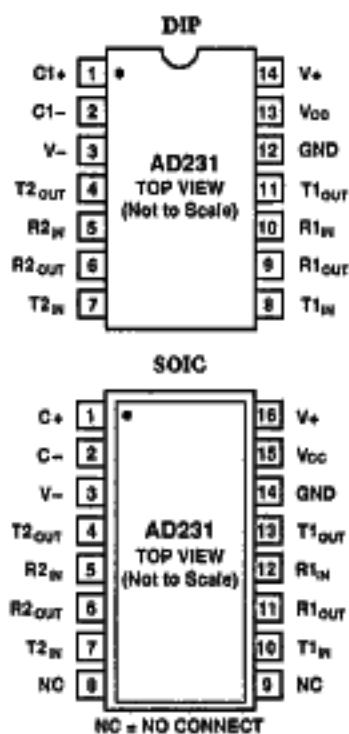 DIP
C1+ 1 14 V+
C1− 2 13 VCC
V− 3 12 GND
AD231
T2OUT 4 TOP VIEW 11 T1OUT
(Not to Scale)
R2IN 5 10 R1IN
R2OUT 6 9 R1OUT
T2IN 7 8 T1IN
SOIC
C+ 1 16 V+
C− 2 15 VCC
V− 3 14 GND
T2OUT 4 AD231 13 T1OUT
TOP VIEW
R2IN 5 (Not to Scale) 12 R1IN
R2OUT 6 11 R1OUT
T2IN 7 10 T1IN
NC 8 9 NC
NC = NO CONNECT